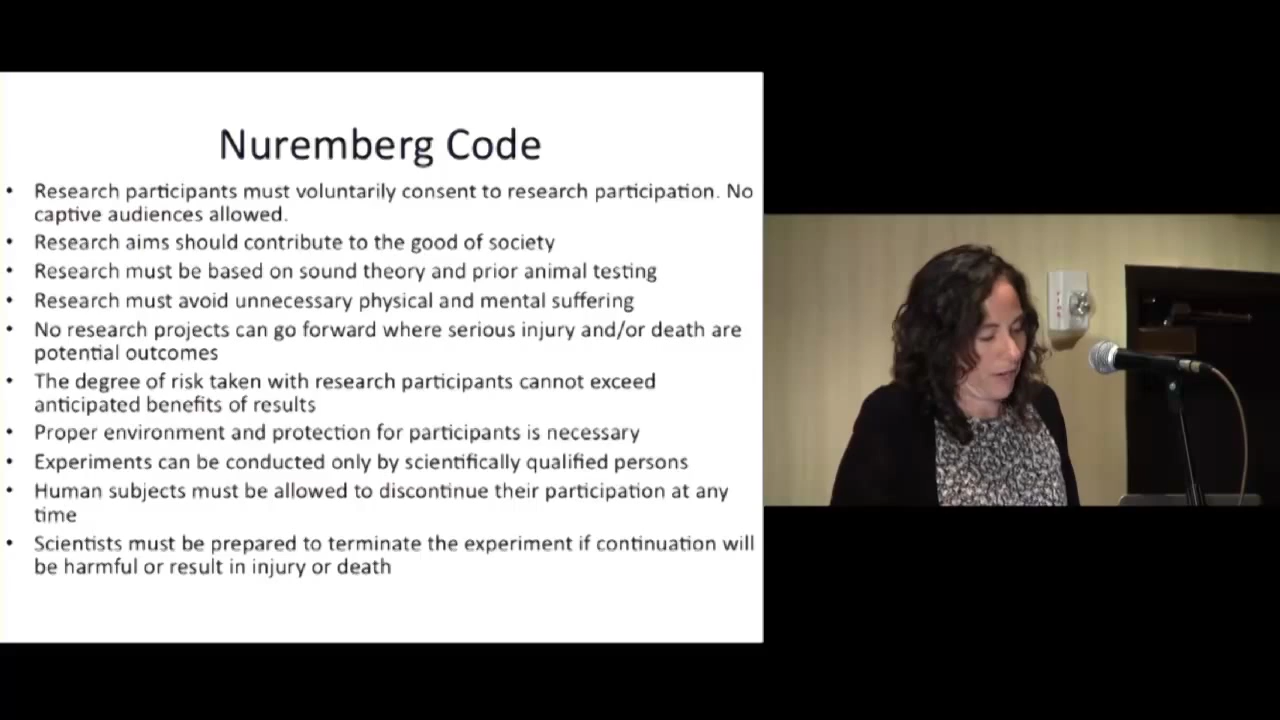 Nuremberg Code
• Research participants must voluntarily consent to research participation. No
captive audiences allowed.
• Research aims should contribute to the good of society
• Research must be based on sound theory and prior animal testing
• Research must avoid unnecessary physical and mental suffering
• No research projects can go forward where serious injury and/or death are
potential outcomes
• The degree of risk taken with research participants cannot exceed
anticipated benefits of results
• Proper environment and protection for participants is necessary
• Experiments can be conducted only by scientifically qualified persons
• Human subjects must be allowed to discontinue their participation at any
time
• Scientists must be prepared to terminate the experiment if continuation will
be harmful or result in injury or death